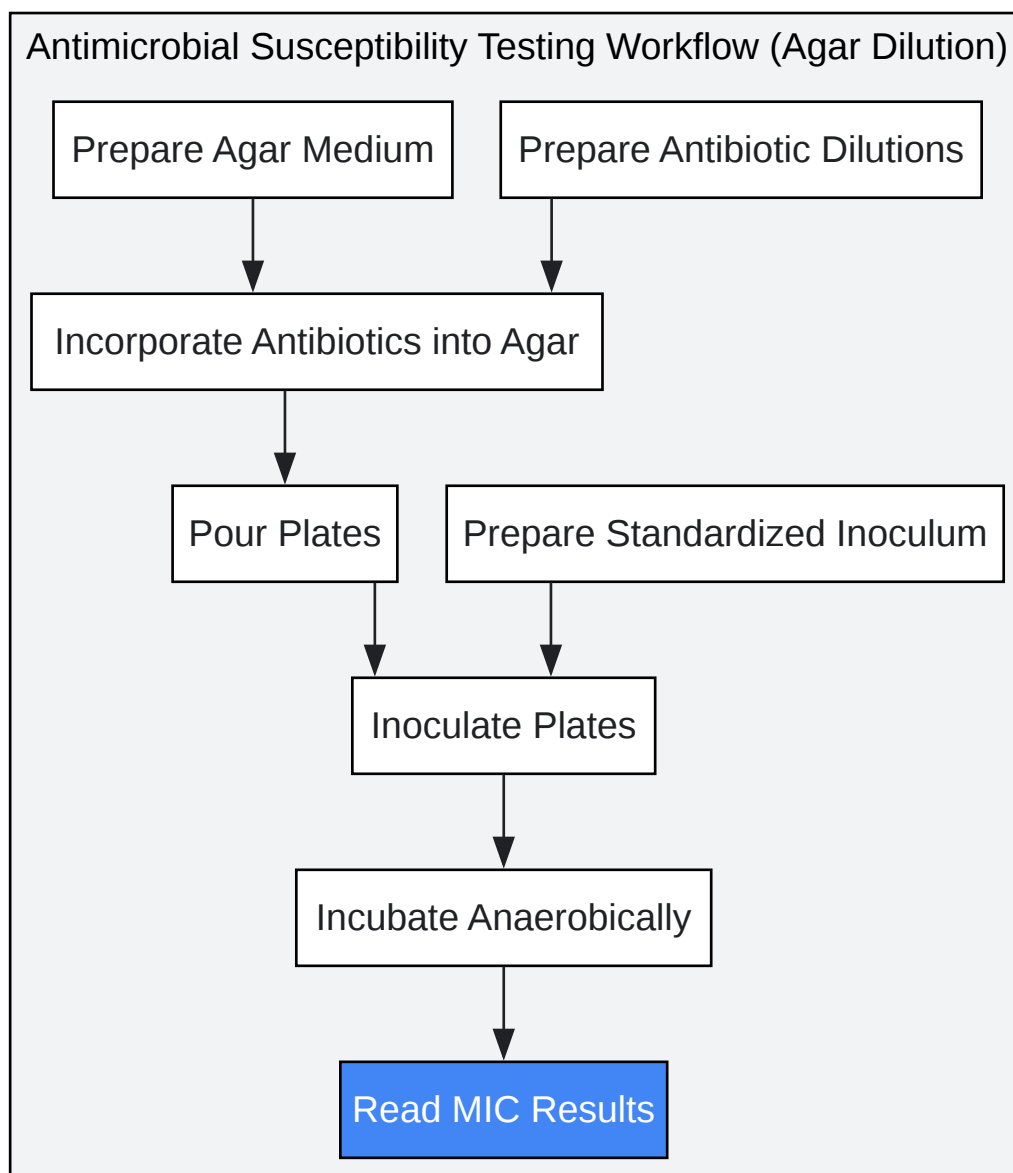 Antimicrobial Susceptibility Testing Workflow (Agar Dilution)
Prepare Agar Medium
Prepare Antibiotic Dilutions
Incorporate Antibiotics into Agar
Pour Plates
Prepare Standardized Inoculum
Inoculate Plates
Incubate Anaerobically
Read MIC Results